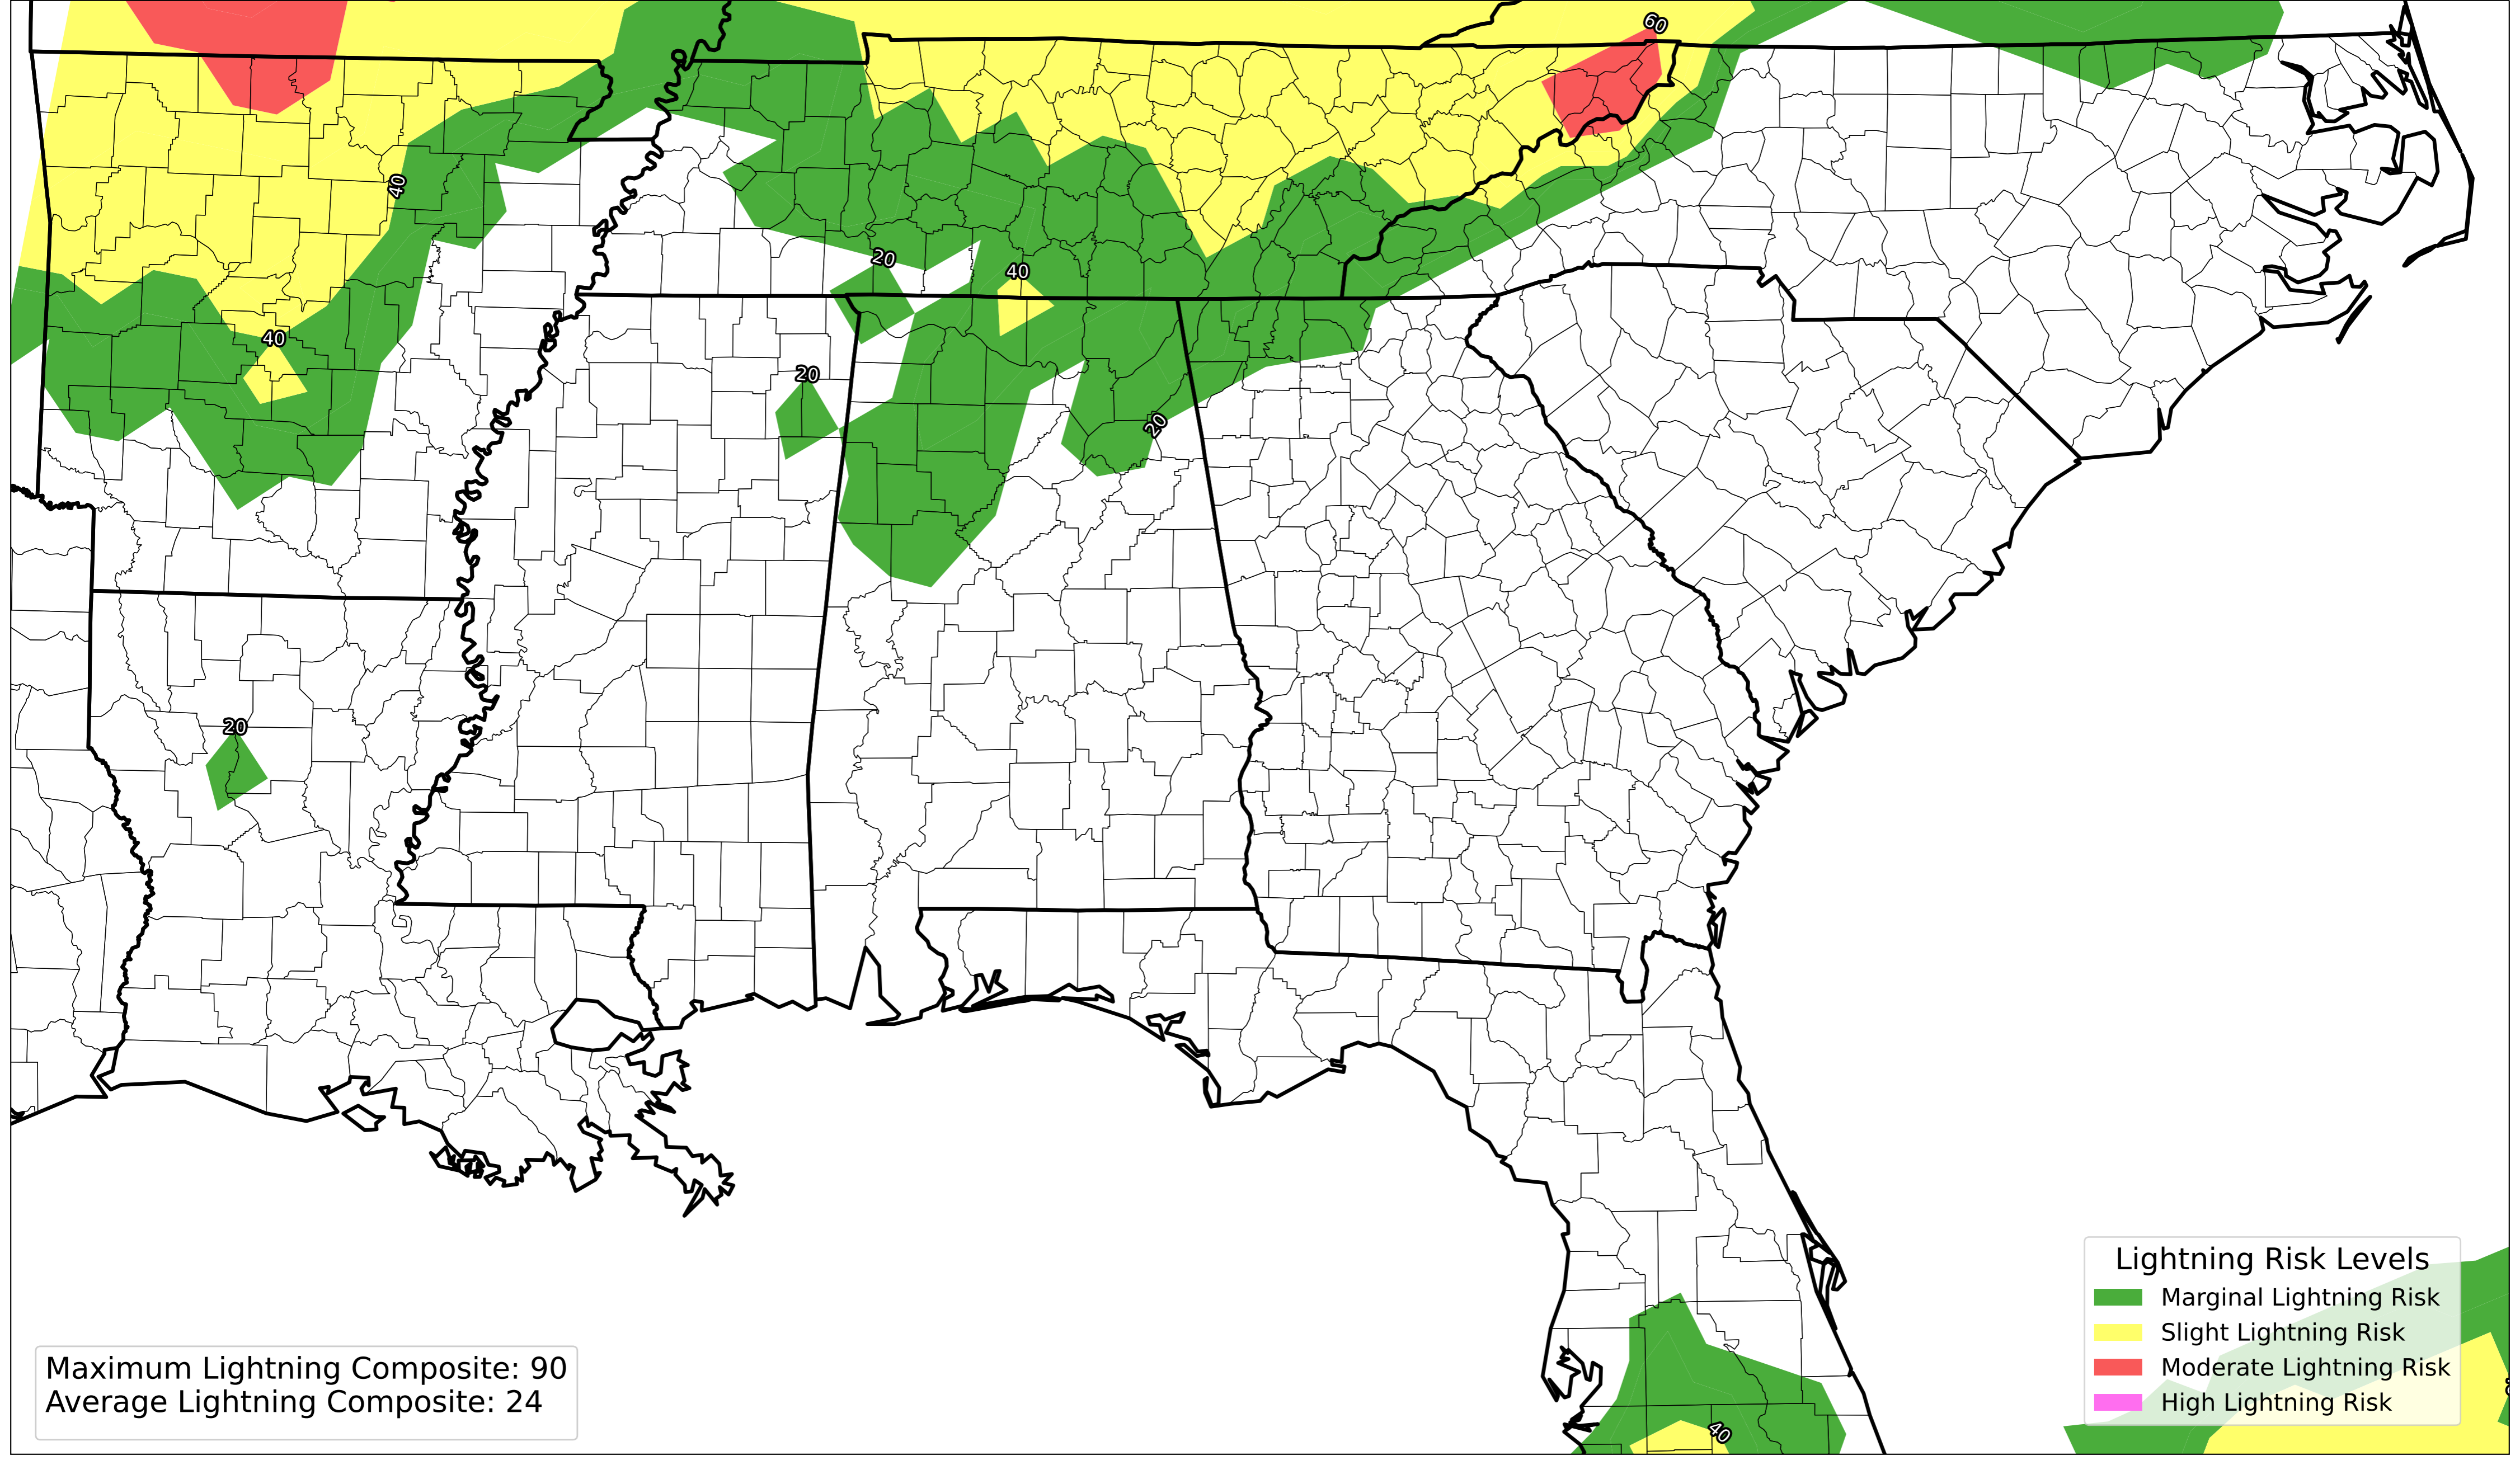 60
40
20
40
40
20
20
20
Lightning Risk Levels
Marginal Lightning Risk
Slight Lightning Risk
Moderate Lightning Risk
High Lightning Risk
Maximum Lightning Composite: 90
Average Lightning Composite: 24
40